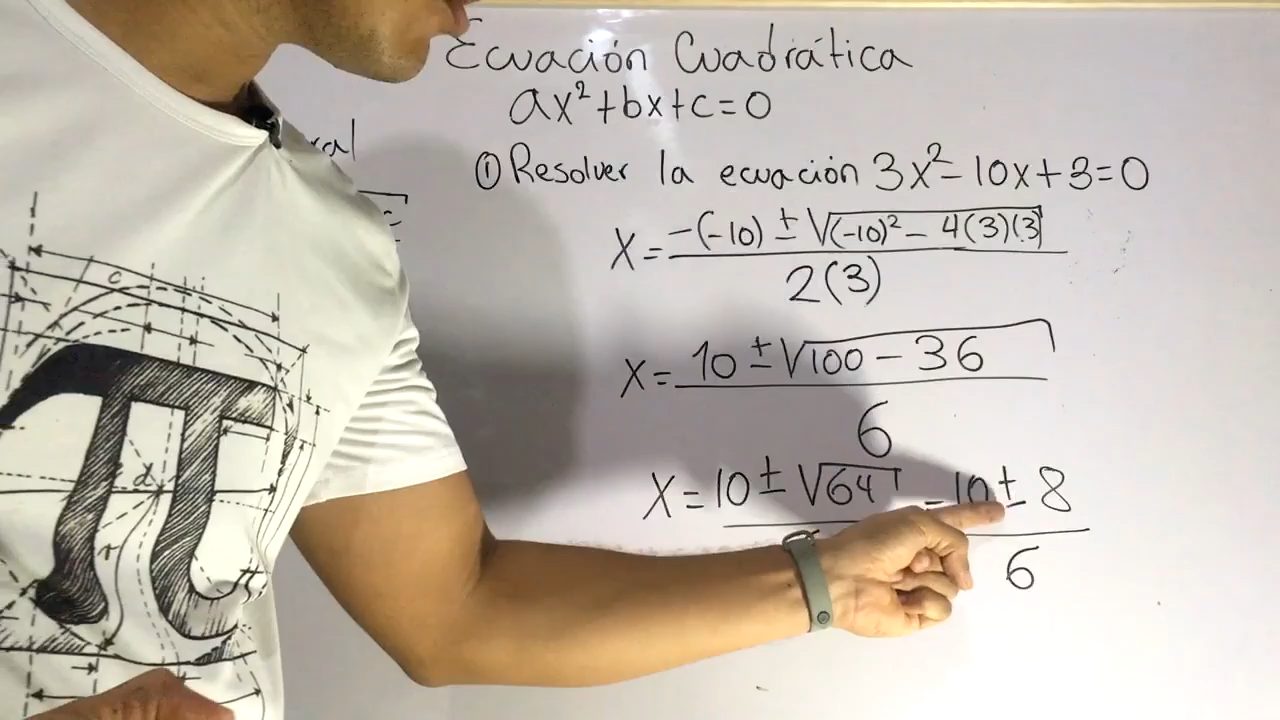 Ecuación Cuadrática
ax²+bx+c=0
① Resolver la ecuación 3x²-10x+3=0
x= -(-10) ± √(-10)² - 4(3)(3)
2(3)
x= 10 ± √100 - 36
6
x= 10 ± √64 = 10 ± 8
6
c
d
r
π